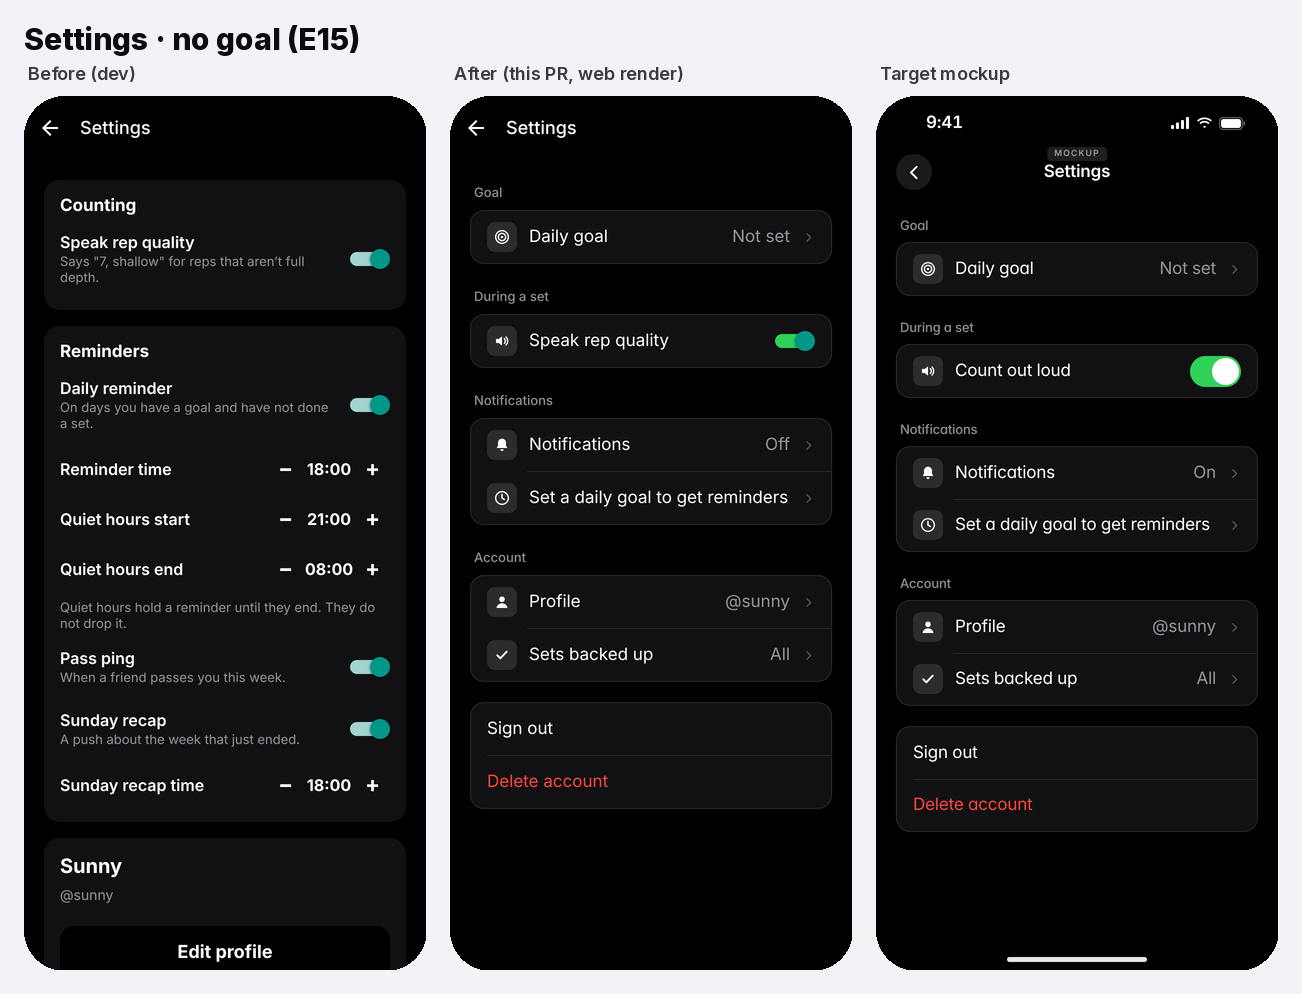 Settings · no goal (E15)
Before (dev)
Settings
Counting
Speak rep quality
Says "7, shallow" for reps that aren't full
depth.
Reminders
Daily reminder
On days you have a goal and have not done
a set.
Reminder time
− 18:00 +
Quiet hours start
− 21:00 +
Quiet hours end
− 08:00 +
Quiet hours hold a reminder until they end. They do
not drop it.
Pass ping
When a friend passes you this week.
Sunday recap
A push about the week that just ended.
Sunday recap time
− 18:00 +
Sunny
@sunny
Edit profile
After (this PR, web render)
Settings
Goal
Daily goal
Not set
During a set
Speak rep quality
Notifications
Notifications
Off
Set a daily goal to get reminders
Account
Profile
@sunny
Sets backed up
All
Sign out
Delete account
Target mockup
9:41
MOCKUP
Settings
Goal
Daily goal
Not set
During a set
Count out loud
Notifications
Notifications
On
Set a daily goal to get reminders
Account
Profile
@sunny
Sets backed up
All
Sign out
Delete account